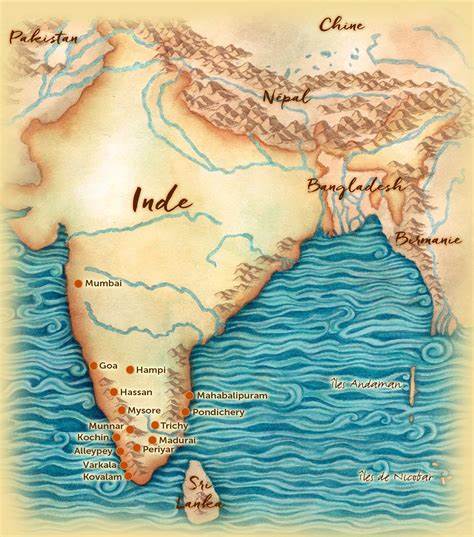 Chine
Pakistan
Népal
Bangladesh
Inde
Birmanie
Mumbai
Goa
Hampi
Hassan
Îles Andaman
Mahabalipuram
Mysore
Pondichery
Munnar
Trichy
Kochin
Madurai
Alleypey
Periyar
Varkala
Kovalam
Îles de Nicobar
Sri
Lanka